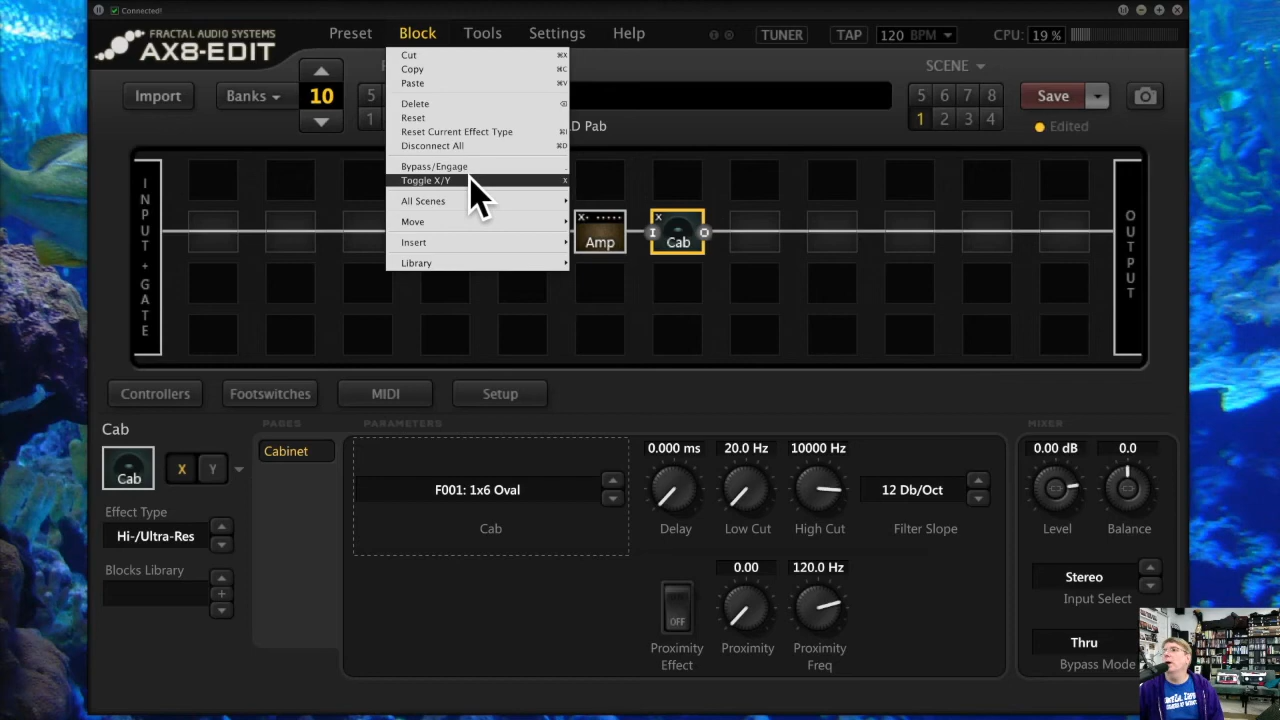 Connected!
FRACTAL AUDIO SYSTEMS
AX8-EDIT
Preset
Block
Tools
Settings
Help
TUNER
TAP
120 BPM
CPU: 19 %
Import
Banks
10
5
1
SCENE
5 6 7 8
1 2 3 4
Save
Edited
D Pab
Cut ⌘X
Copy ⌘C
Paste ⌘V
Delete ⌫
Reset
Reset Current Effect Type ⌘I
Disconnect All ⌘D
Bypass/Engage
Toggle X/Y X
All Scenes
Move
Insert
Library
INPUT + GATE
X
Amp
X
I
Cab
O
OUTPUT
Controllers
Footswitches
MIDI
Setup
Cab
Cab
X Y
Effect Type
Hi-/Ultra-Res
Blocks Library
PAGES
Cabinet
PARAMETERS
F001: 1x6 Oval
Cab
0.000 ms
Delay
20.0 Hz
Low Cut
10000 Hz
High Cut
12 Db/Oct
Filter Slope
OFF
Proximity
Effect
0.00
Proximity
120.0 Hz
Proximity
Freq
MIXER
0.00 dB
Level
0.0
Balance
Stereo
Input Select
Thru
Bypass Mode